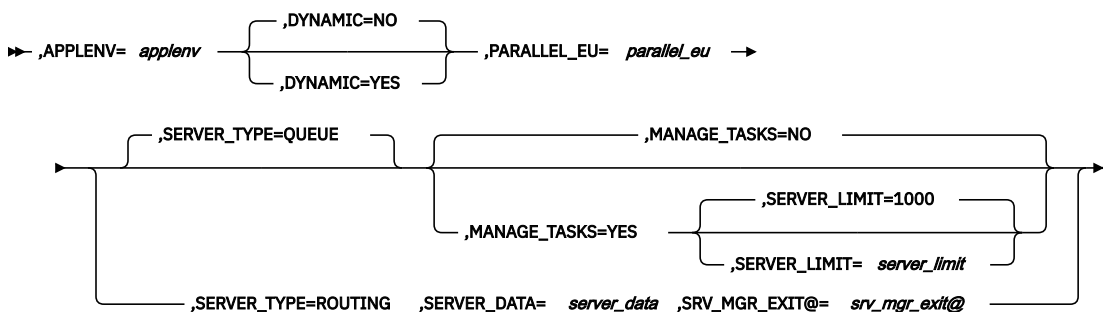 ,DYNAMIC=NO
,APPLENV= applenv ,PARALLEL_EU= parallel_eu
,DYNAMIC=YES
,SERVER_TYPE=QUEUE ,MANAGE_TASKS=NO
,SERVER_LIMIT=1000
,MANAGE_TASKS=YES
,SERVER_LIMIT= server_limit
,SERVER_TYPE=ROUTING ,SERVER_DATA= server_data ,SRV_MGR_EXIT@= srv_mgr_exit@